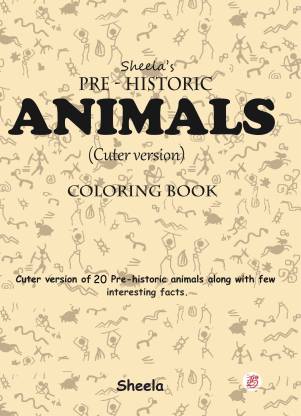 Sheela's
PRE - HISTORIC
ANIMALS
(Cuter version)
COLORING BOOK
Cuter version of 20 Pre-historic animals along with few
interesting facts.
Sheela